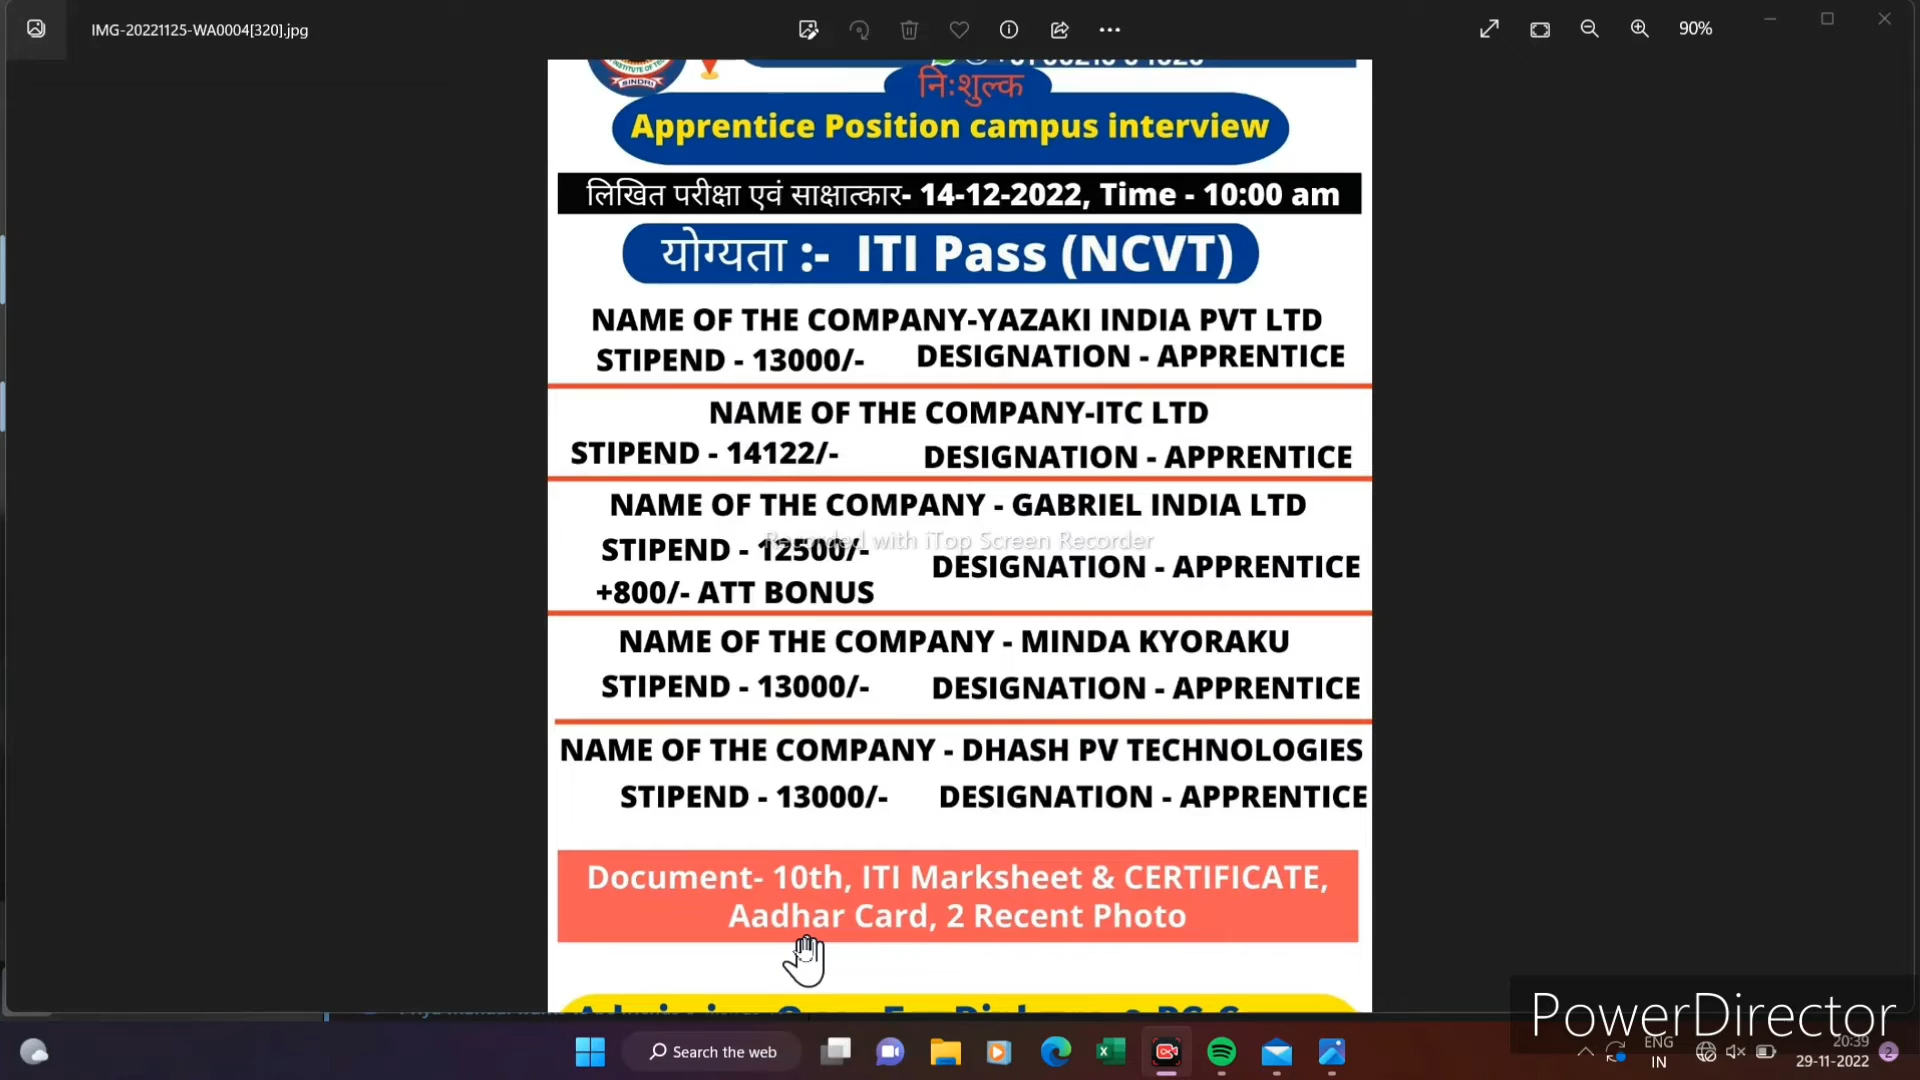 IMG-20221125-WA0004[320].jpg
90%
SINDRI
निःशुल्क
Apprentice Position campus interview
लिखित परीक्षा एवं साक्षात्कार- 14-12-2022, Time - 10:00 am
योग्यता :- ITI Pass (NCVT)
NAME OF THE COMPANY-YAZAKI INDIA PVT LTD
STIPEND - 13000/- DESIGNATION - APPRENTICE
NAME OF THE COMPANY-ITC LTD
STIPEND - 14122/- DESIGNATION - APPRENTICE
NAME OF THE COMPANY - GABRIEL INDIA LTD
Recorded with iTop Screen Recorder
STIPEND - 12500/- DESIGNATION - APPRENTICE
+800/- ATT BONUS
NAME OF THE COMPANY - MINDA KYORAKU
STIPEND - 13000/- DESIGNATION - APPRENTICE
NAME OF THE COMPANY - DHASH PV TECHNOLOGIES
STIPEND - 13000/- DESIGNATION - APPRENTICE
Document- 10th, ITI Marksheet & CERTIFICATE,
Aadhar Card, 2 Recent Photo
PowerDirector
Search the web
ENG
IN
20:39
29-11-2022
2